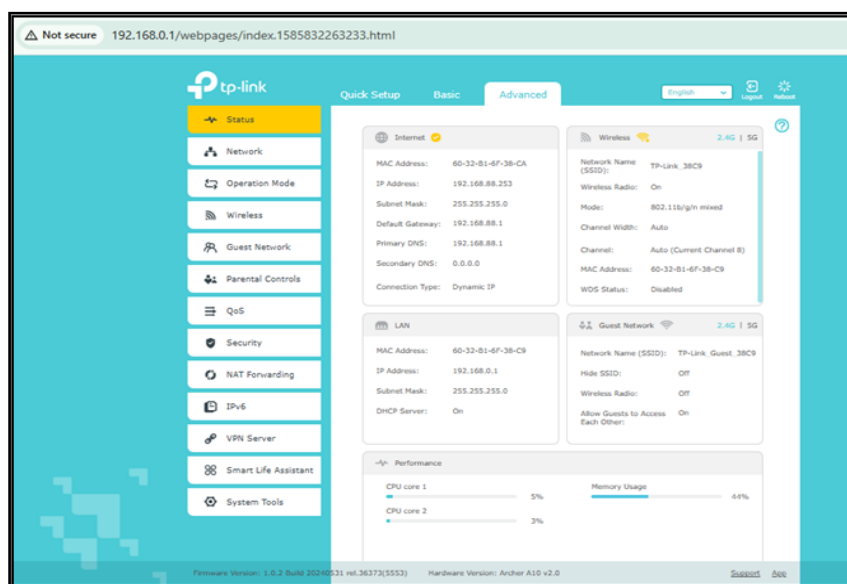 Not secure 192.168.0.1/webpages/index.1585832263233.html
tp-link
Quick Setup Basic Advanced English Logout Reboot
Status
Network
Operation Mode
Wireless
Guest Network
Parental Controls
QoS
Security
NAT Forwarding
IPv6
VPN Server
Smart Life Assistant
System Tools
Internet
MAC Address: 60-32-B1-6F-38-CA
IP Address: 192.168.88.253
Subnet Mask: 255.255.255.0
Default Gateway: 192.168.88.1
Primary DNS: 192.168.88.1
Secondary DNS: 0.0.0.0
Connection Type: Dynamic IP
Wireless 2.4G | 5G
Network Name (SSID): TP-Link_38C9
Wireless Radio: On
Mode: 802.11b/g/n mixed
Channel Width: Auto
Channel: Auto (Current Channel 8)
MAC Address: 60-32-B1-6F-38-C9
WDS Status: Disabled
LAN
MAC Address: 60-32-B1-6F-38-C9
IP Address: 192.168.0.1
Subnet Mask: 255.255.255.0
DHCP Server: On
Guest Network 2.4G | 5G
Network Name (SSID): TP-Link_Guest_38C9
Hide SSID: Off
Wireless Radio: Off
Allow Guests to Access Each Other: On
Performance
CPU core 1
5%
CPU core 2
3%
Memory Usage
44%
Firmware Version: 1.0.2 Build 20240531 rel.36373(5553) Hardware Version: Archer A10 v2.0 Support App